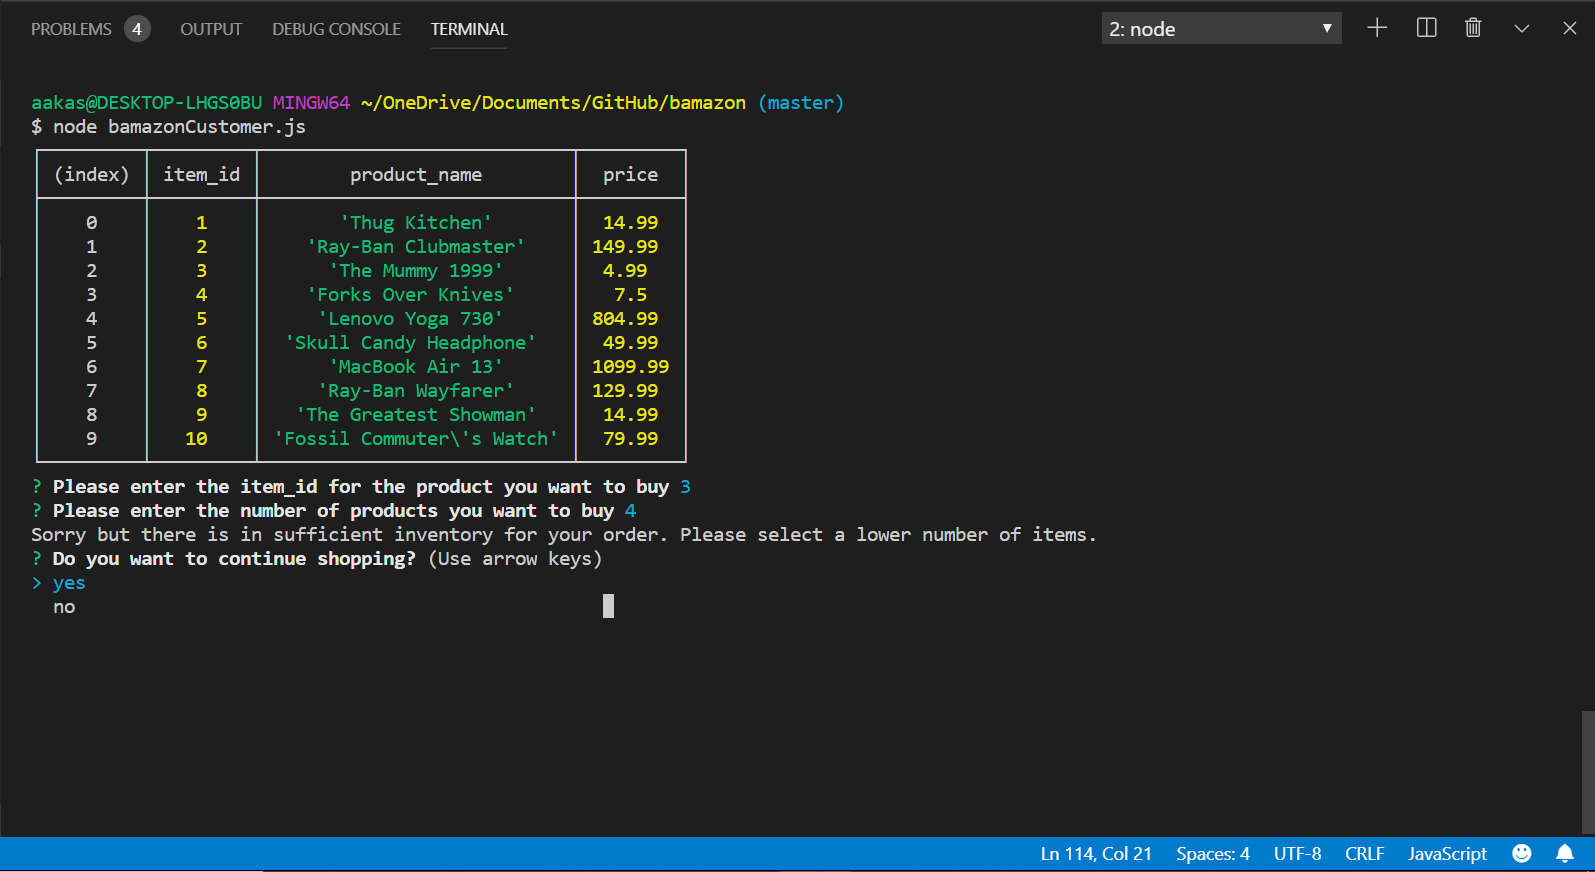 PROBLEMS 4 OUTPUT DEBUG CONSOLE TERMINAL 2: node
aakas@DESKTOP-LHGS0BU MINGW64 ~/OneDrive/Documents/GitHub/bamazon (master)
$ node bamazonCustomer.js
(index) item_id product_name price
0 1 'Thug Kitchen' 14.99
1 2 'Ray-Ban Clubmaster' 149.99
2 3 'The Mummy 1999' 4.99
3 4 'Forks Over Knives' 7.5
4 5 'Lenovo Yoga 730' 804.99
5 6 'Skull Candy Headphone' 49.99
6 7 'MacBook Air 13' 1099.99
7 8 'Ray-Ban Wayfarer' 129.99
8 9 'The Greatest Showman' 14.99
9 10 'Fossil Commuter\'s Watch' 79.99
? Please enter the item_id for the product you want to buy 3
? Please enter the number of products you want to buy 4
Sorry but there is in sufficient inventory for your order. Please select a lower number of items.
? Do you want to continue shopping? (Use arrow keys)
> yes
no
Ln 114, Col 21 Spaces: 4 UTF-8 CRLF JavaScript